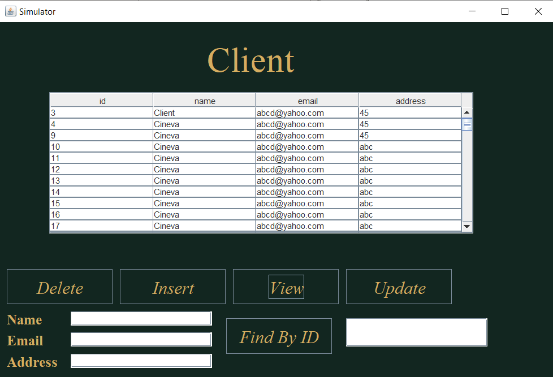 Simulator
Client
id name email address
3 Client abcd@yahoo.com 45
4 Cineva abcd@yahoo.com 45
9 Cineva abcd@yahoo.com 45
10 Cineva abcd@yahoo.com abc
11 Cineva abcd@yahoo.com abc
12 Cineva abcd@yahoo.com abc
13 Cineva abcd@yahoo.com abc
14 Cineva abcd@yahoo.com abc
15 Cineva abcd@yahoo.com abc
16 Cineva abcd@yahoo.com abc
17 Cineva abcd@yahoo.com abc
Delete Insert View Update
Name
Email
Address
Find By ID